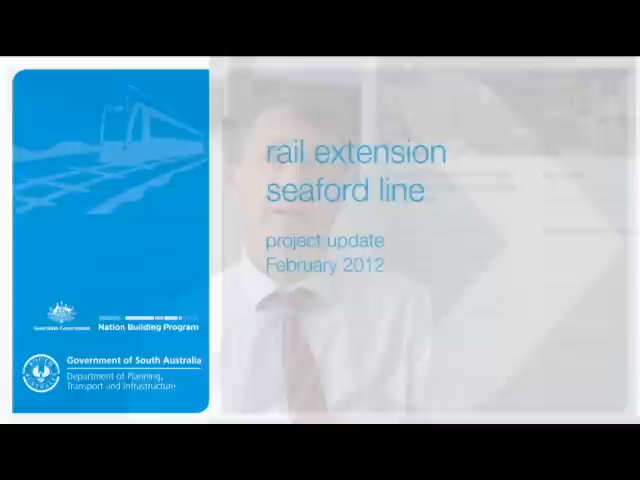 rail extension
seaford line
project update
February 2012
Australian Government
Nation Building Program
Government of South Australia
Department of Planning,
Transport and Infrastructure